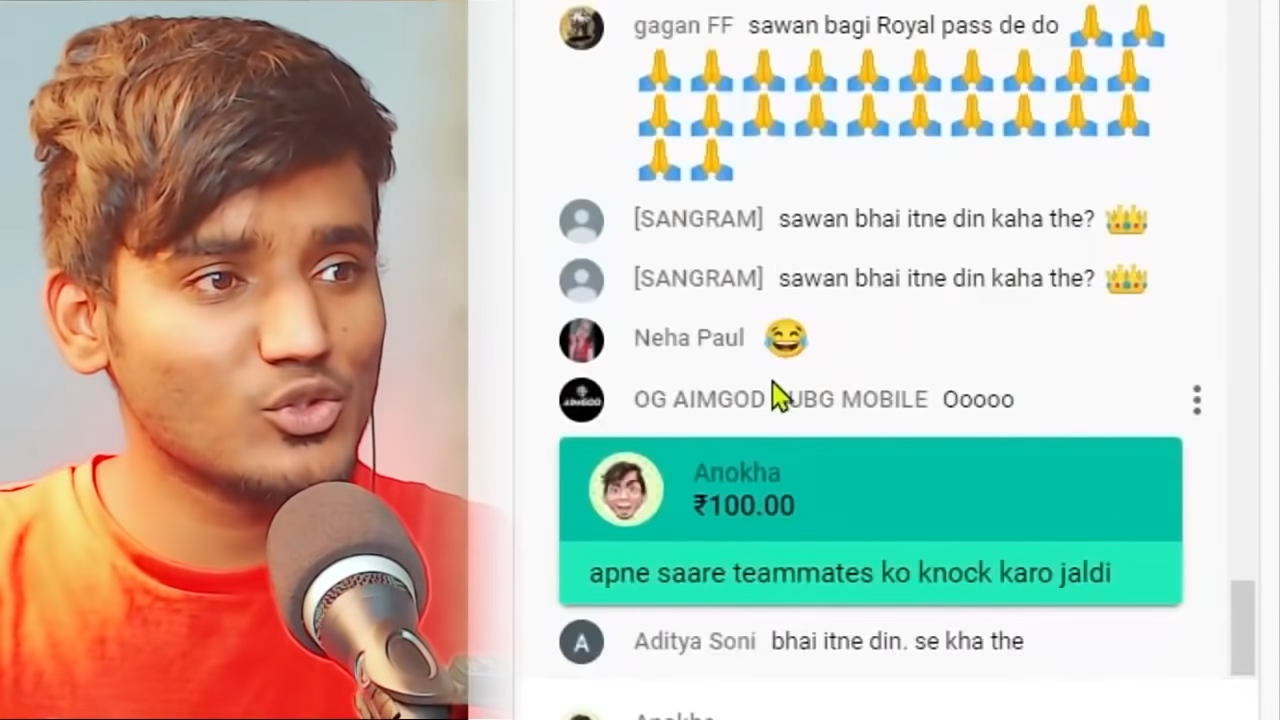 gagan FF sawan bagi Royal pass de do 🙏 🙏
🙏 🙏 🙏 🙏 🙏 🙏 🙏 🙏 🙏 🙏
🙏 🙏 🙏 🙏 🙏 🙏 🙏 🙏 🙏 🙏
🙏 🙏
[SANGRAM] sawan bhai itne din kaha the?
[SANGRAM] sawan bhai itne din kaha the?
Neha Paul 😂
OG AIMGOD UBG MOBILE Ooooo
Anokha
₹100.00
apne saare teammates ko knock karo jaldi
A Aditya Soni bhai itne din. se kha the
Anokha